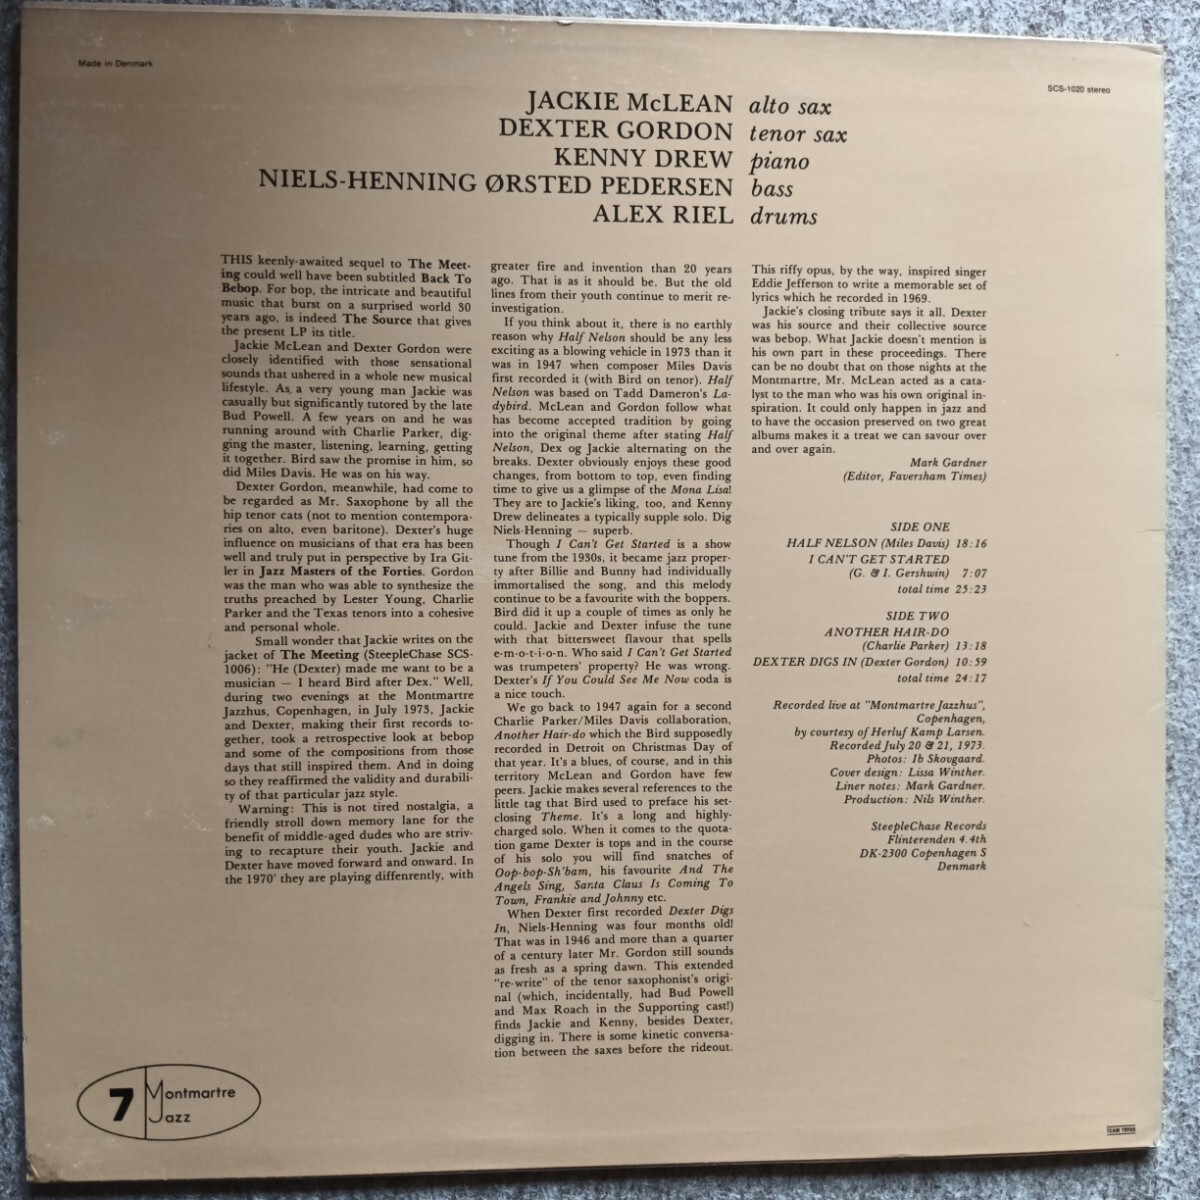 Made in Denmark
SCS-1020 stereo
JACKIE McLEAN alto sax
DEXTER GORDON tenor sax
KENNY DREW piano
NIELS-HENNING ØRSTED PEDERSEN bass
ALEX RIEL drums
THIS keenly-awaited sequel to The Meet-
ing could well have been subtitled Back To
Bebop. For bop, the intricate and beautiful
music that burst on a surprised world 30
years ago, is indeed The Source that gives
the present LP its title.
Jackie McLean and Dexter Gordon were
closely identified with those sensational
sounds that ushered in a whole new musical
lifestyle. As a very young man Jackie was
casually but significantly tutored by the late
Bud Powell. A few years on and he was
running around with Charlie Parker, dig-
ging the master, listening, learning, getting
it together. Bird saw the promise in him, so
did Miles Davis. He was on his way.
Dexter Gordon, meanwhile, had come to
be regarded as Mr. Saxophone by all the
hip tenor cats (not to mention contempora-
ries on alto, even baritone). Dexter's huge
influence on musicians of that era has been
well and truly put in perspective by Ira Git-
ler in Jazz Masters of the Forties. Gordon
was the man who was able to synthesize the
truths preached by Lester Young, Charlie
Parker and the Texas tenors into a cohesive
and personal whole.
Small wonder that Jackie writes on the
jacket of The Meeting (SteepleChase SCS-
1006): "He (Dexter) made me want to be a
musician — I heard Bird after Dex." Well,
during two evenings at the Montmartre
Jazzhus, Copenhagen, in July 1973, Jackie
and Dexter, making their first records to-
gether, took a retrospective look at bebop
and some of the compositions from those
days that still inspired them. And in doing
so they reaffirmed the validity and durabili-
ty of that particular jazz style.
Warning: This is not tired nostalgia, a
friendly stroll down memory lane for the
benefit of middle-aged dudes who are striv-
ing to recapture their youth. Jackie and
Dexter have moved forward and onward. In
the 1970' they are playing diffenrently, with
greater fire and invention than 20 years
ago. That is as it should be. But the old
lines from their youth continue to merit re-
investigation.
If you think about it, there is no earthly
reason why Half Nelson should be any less
exciting as a blowing vehicle in 1973 than it
was in 1947 when composer Miles Davis
first recorded it (with Bird on tenor). Half
Nelson was based on Tadd Dameron's La-
dybird. McLean and Gordon follow what
has become accepted tradition by going
into the original theme after stating Half
Nelson, Dex og Jackie alternating on the
breaks. Dexter obviously enjoys these good
changes, from bottom to top, even finding
time to give us a glimpse of the Mona Lisa!
They are to Jackie's liking, too, and Kenny
Drew delineates a typically supple solo. Dig
Niels-Henning — superb.
Though I Can't Get Started is a show
tune from the 1930s, it became jazz proper-
ty after Billie and Bunny had individually
immortalised the song, and this melody
continue to be a favourite with the boppers.
Bird did it up a couple of times as only he
could. Jackie and Dexter infuse the tune
with that bittersweet flavour that spells
e-m-o-t-i-o-n. Who said I Can't Get Started
was trumpeters' property? He was wrong.
Dexter's If You Could See Me Now coda is
a nice touch.
We go back to 1947 again for a second
Charlie Parker/Miles Davis collaboration,
Another Hair-do which the Bird supposedly
recorded in Detroit on Christmas Day of
that year. It's a blues, of course, and in this
territory McLean and Gordon have few
peers. Jackie makes several references to the
little tag that Bird used to preface his set-
closing Theme. It's a long and highly-
charged solo. When it comes to the quota-
tion game Dexter is tops and in the course
of his solo you will find snatches of
Oop-bop-Sh'bam, his favourite And The
Angels Sing, Santa Claus Is Coming To
Town, Frankie and Johnny etc.
When Dexter first recorded Dexter Digs
In, Niels-Henning was four months old!
That was in 1946 and more than a quarter
of a century later Mr. Gordon still sounds
as fresh as a spring dawn. This extended
"re-write" of the tenor saxophonist's origi-
nal (which, incidentally, had Bud Powell
and Max Roach in the Supporting cast!)
finds Jackie and Kenny, besides Dexter,
digging in. There is some kinetic conversa-
tion between the saxes before the rideout.
This riffy opus, by the way, inspired singer
Eddie Jefferson to write a memorable set of
lyrics which he recorded in 1969.
Jackie's closing tribute says it all. Dexter
was his source and their collective source
was bebop. What Jackie doesn't mention is
his own part in these proceedings. There
can be no doubt that on those nights at the
Montmartre, Mr. McLean acted as a cata-
lyst to the man who was his own original in-
spiration. It could only happen in jazz and
to have the occasion preserved on two great
albums makes it a treat we can savour over
and over again.
Mark Gardner
(Editor, Faversham Times)
SIDE ONE
HALF NELSON (Miles Davis) 18:16
I CAN'T GET STARTED
(G. & I. Gershwin) 7:07
total time 25:23
SIDE TWO
ANOTHER HAIR-DO
(Charlie Parker) 13:18
DEXTER DIGS IN (Dexter Gordon) 10:59
total time 24:17
Recorded live at "Montmartre Jazzhus",
Copenhagen,
by courtesy of Herluf Kamp Larsen.
Recorded July 20 & 21, 1973.
Photos: Ib Skovgaard.
Cover design: Lissa Winther.
Liner notes: Mark Gardner.
Production: Nils Winther.
SteepleChase Records
Flinterenden 4.4th
DK-2300 Copenhagen S
Denmark
7 Montmartre
Jazz